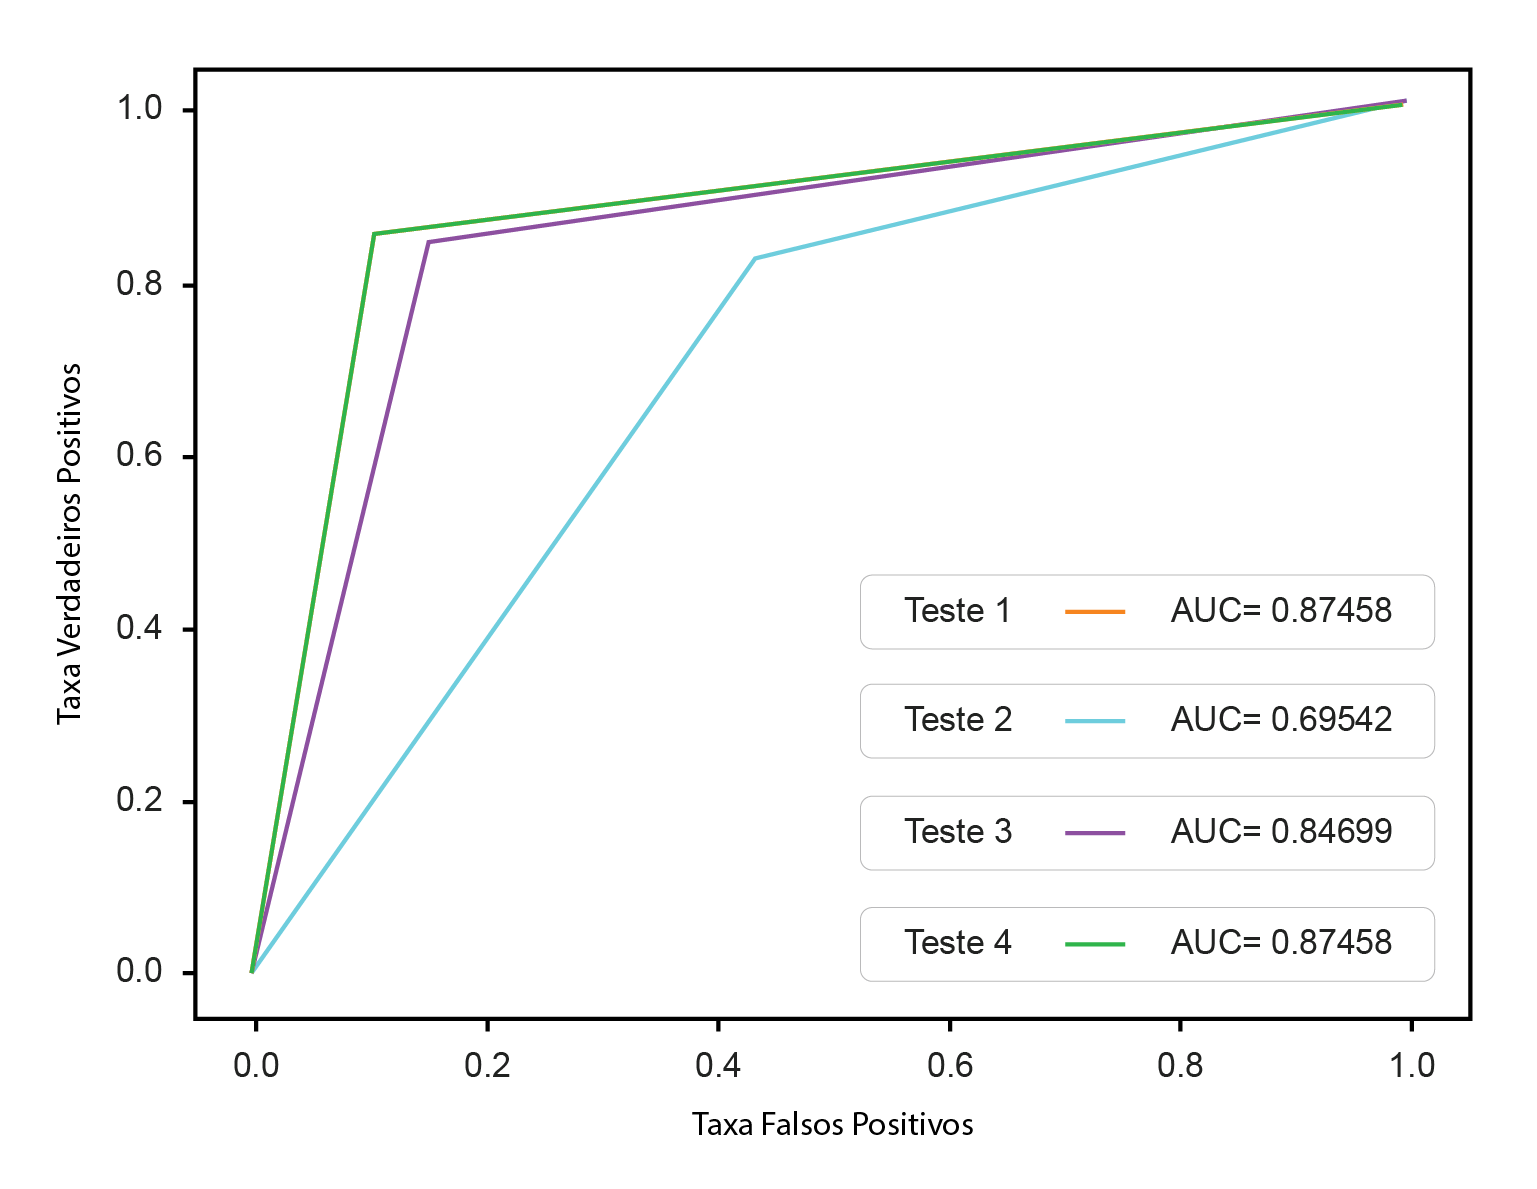 1.0
0.8
0.6
0.4
0.2
0.0
Taxa Verdadeiros Positivos
Teste 1 AUC= 0.87458
Teste 2 AUC= 0.69542
Teste 3 AUC= 0.84699
Teste 4 AUC= 0.87458
0.0 0.2 0.4 0.6 0.8 1.0
Taxa Falsos Positivos